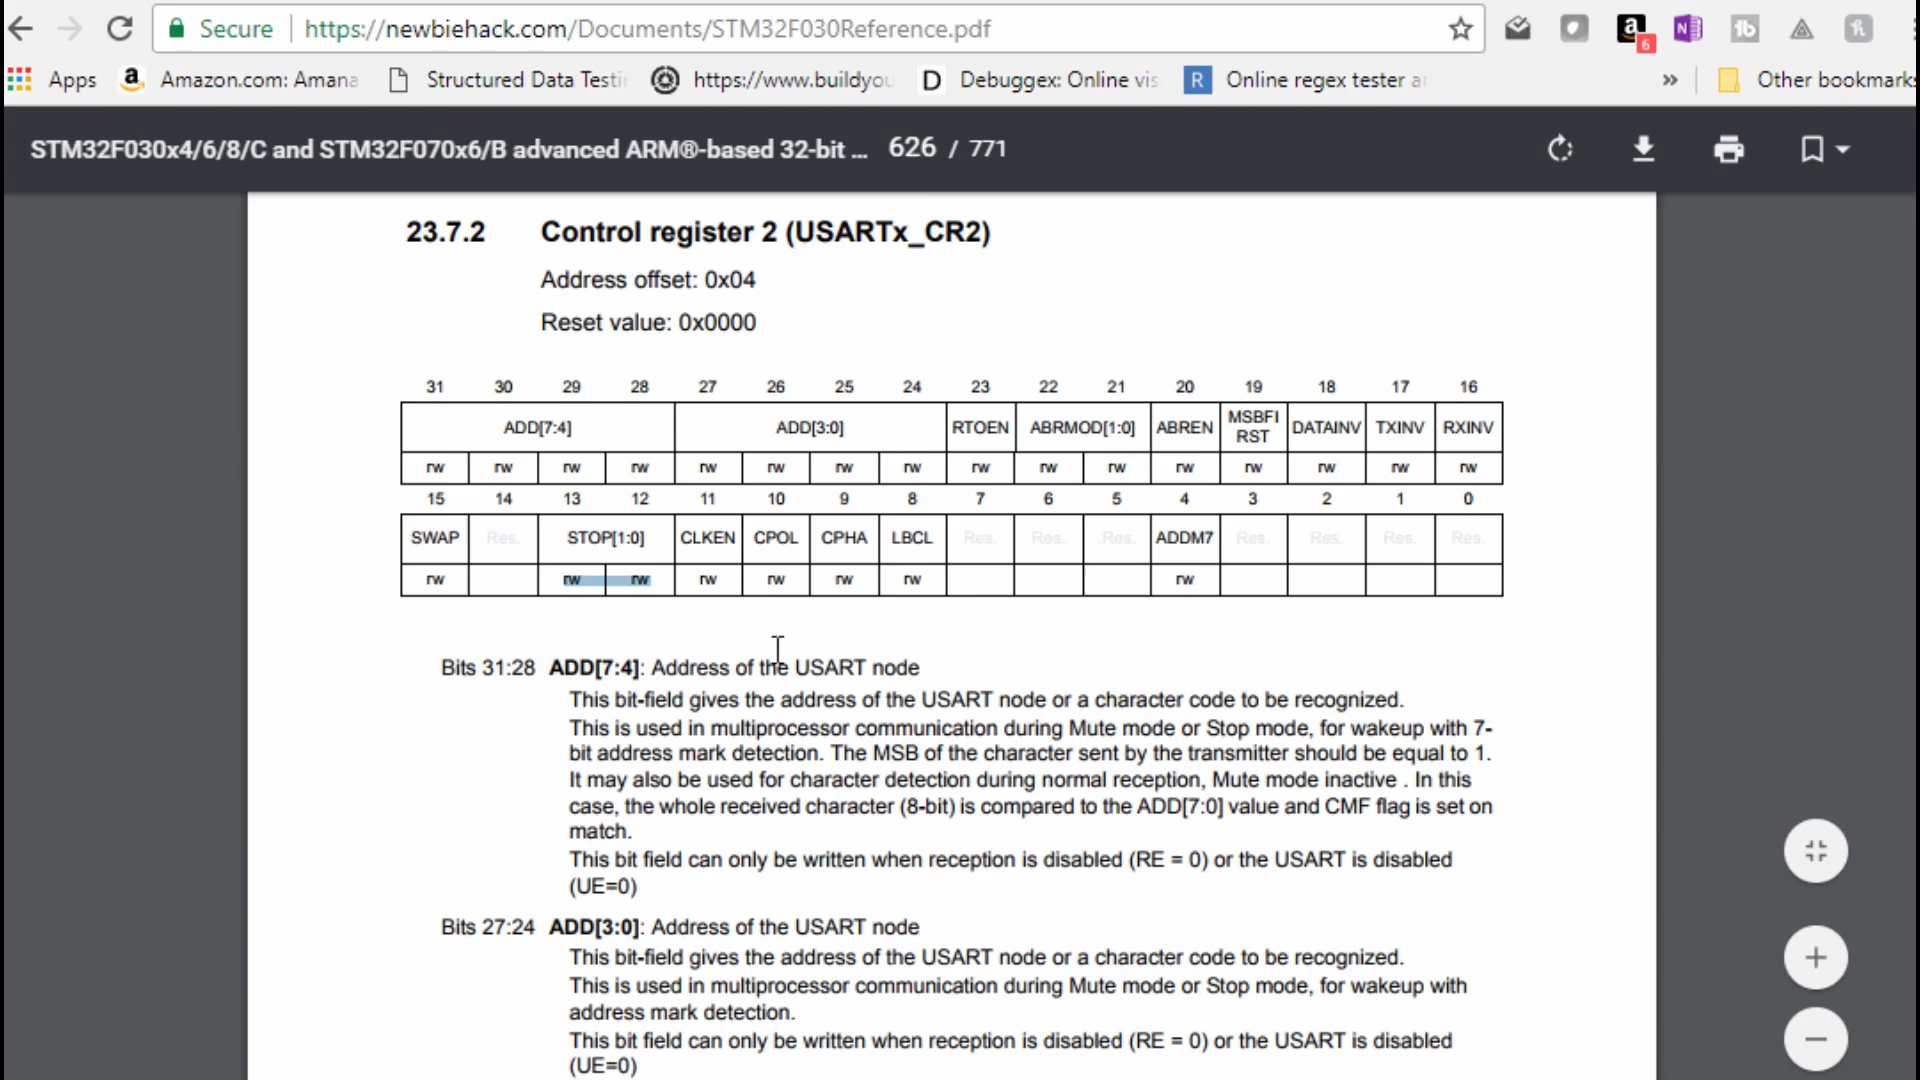 Secure https://newbiehack.com/Documents/STM32F030Reference.pdf
6
Apps Amazon.com: Amana Structured Data Testi https://www.buildyou Debuggex: Online vis Online regex tester a » Other bookmarks
STM32F030x4/6/8/C and STM32F070x6/B advanced ARM®-based 32-bit ... 626 / 771
23.7.2 Control register 2 (USARTx_CR2)
Address offset: 0x04
Reset value: 0x0000
31 30 29 28 27 26 25 24 23 22 21 20 19 18 17 16
ADD[7:4] ADD[3:0] RTOEN ABRMOD[1:0] ABREN MSBFI RST DATAINV TXINV RXINV
rw rw rw rw rw rw rw rw rw rw rw rw rw rw rw rw
15 14 13 12 11 10 9 8 7 6 5 4 3 2 1 0
SWAP Res. STOP[1:0] CLKEN CPOL CPHA LBCL Res. Res. .Res. ADDM7 Res. Res. Res. Res.
rw rw rw rw rw rw rw rw
Bits 31:28 ADD[7:4]: Address of the USART node
This bit-field gives the address of the USART node or a character code to be recognized.
This is used in multiprocessor communication during Mute mode or Stop mode, for wakeup with 7-
bit address mark detection. The MSB of the character sent by the transmitter should be equal to 1.
It may also be used for character detection during normal reception, Mute mode inactive . In this
case, the whole received character (8-bit) is compared to the ADD[7:0] value and CMF flag is set on
match.
This bit field can only be written when reception is disabled (RE = 0) or the USART is disabled
(UE=0)
Bits 27:24 ADD[3:0]: Address of the USART node
This bit-field gives the address of the USART node or a character code to be recognized.
This is used in multiprocessor communication during Mute mode or Stop mode, for wakeup with
address mark detection.
This bit field can only be written when reception is disabled (RE = 0) or the USART is disabled
(UE=0)